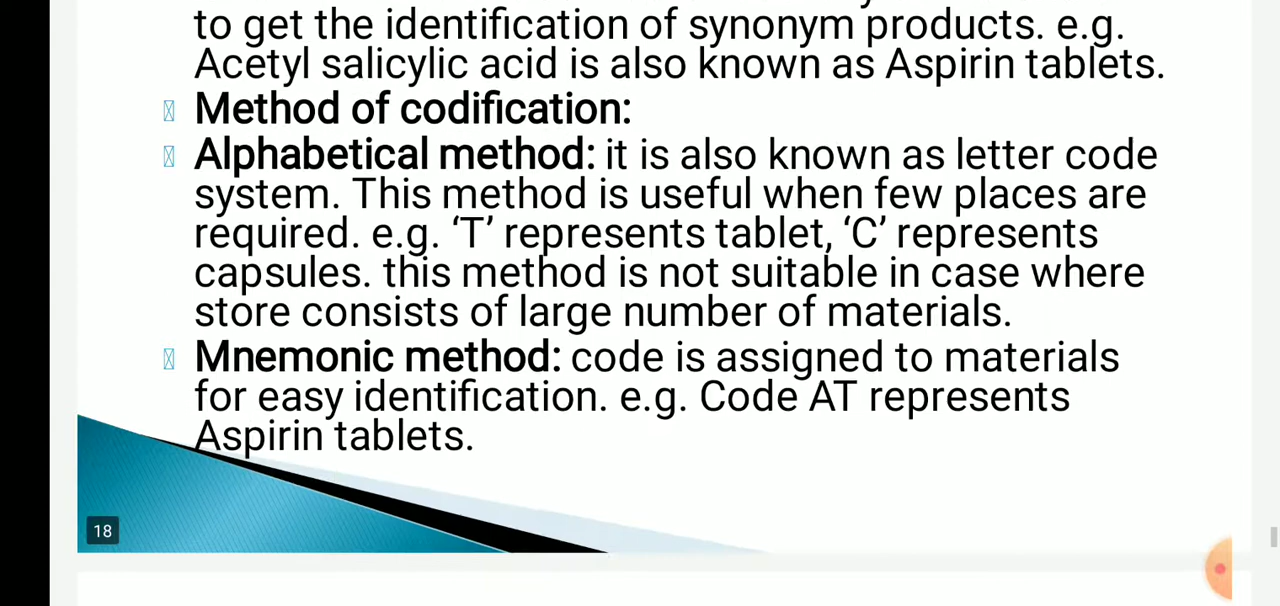 to get the identification of synonym products. e.g.
Acetyl salicylic acid is also known as Aspirin tablets.
Method of codification:
Alphabetical method: it is also known as letter code
system. This method is useful when few places are
required. e.g. ‘T’ represents tablet, ‘C’ represents
capsules. this method is not suitable in case where
store consists of large number of materials.
Mnemonic method: code is assigned to materials
for easy identification. e.g. Code AT represents
Aspirin tablets.
18